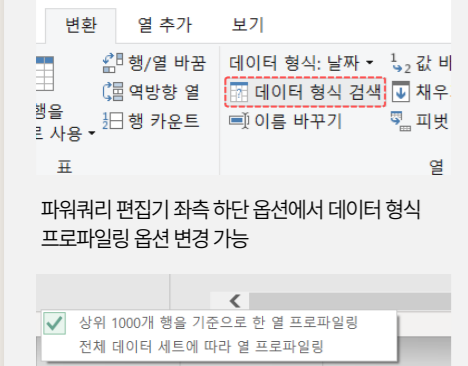 변환 열 추가 보기
행/열 바꿈 데이터 형식: 날짜 1 2 값 바
역방향 열 데이터 형식 검색 채우
행을
로 사용 1 2 행 카운트 이름 바꾸기 피벗
표 열
파워쿼리 편집기 좌측 하단 옵션에서 데이터 형식
프로파일링 옵션 변경 가능
상위 1000개 행을 기준으로 한 열 프로파일링
전체 데이터 세트에 따라 열 프로파일링